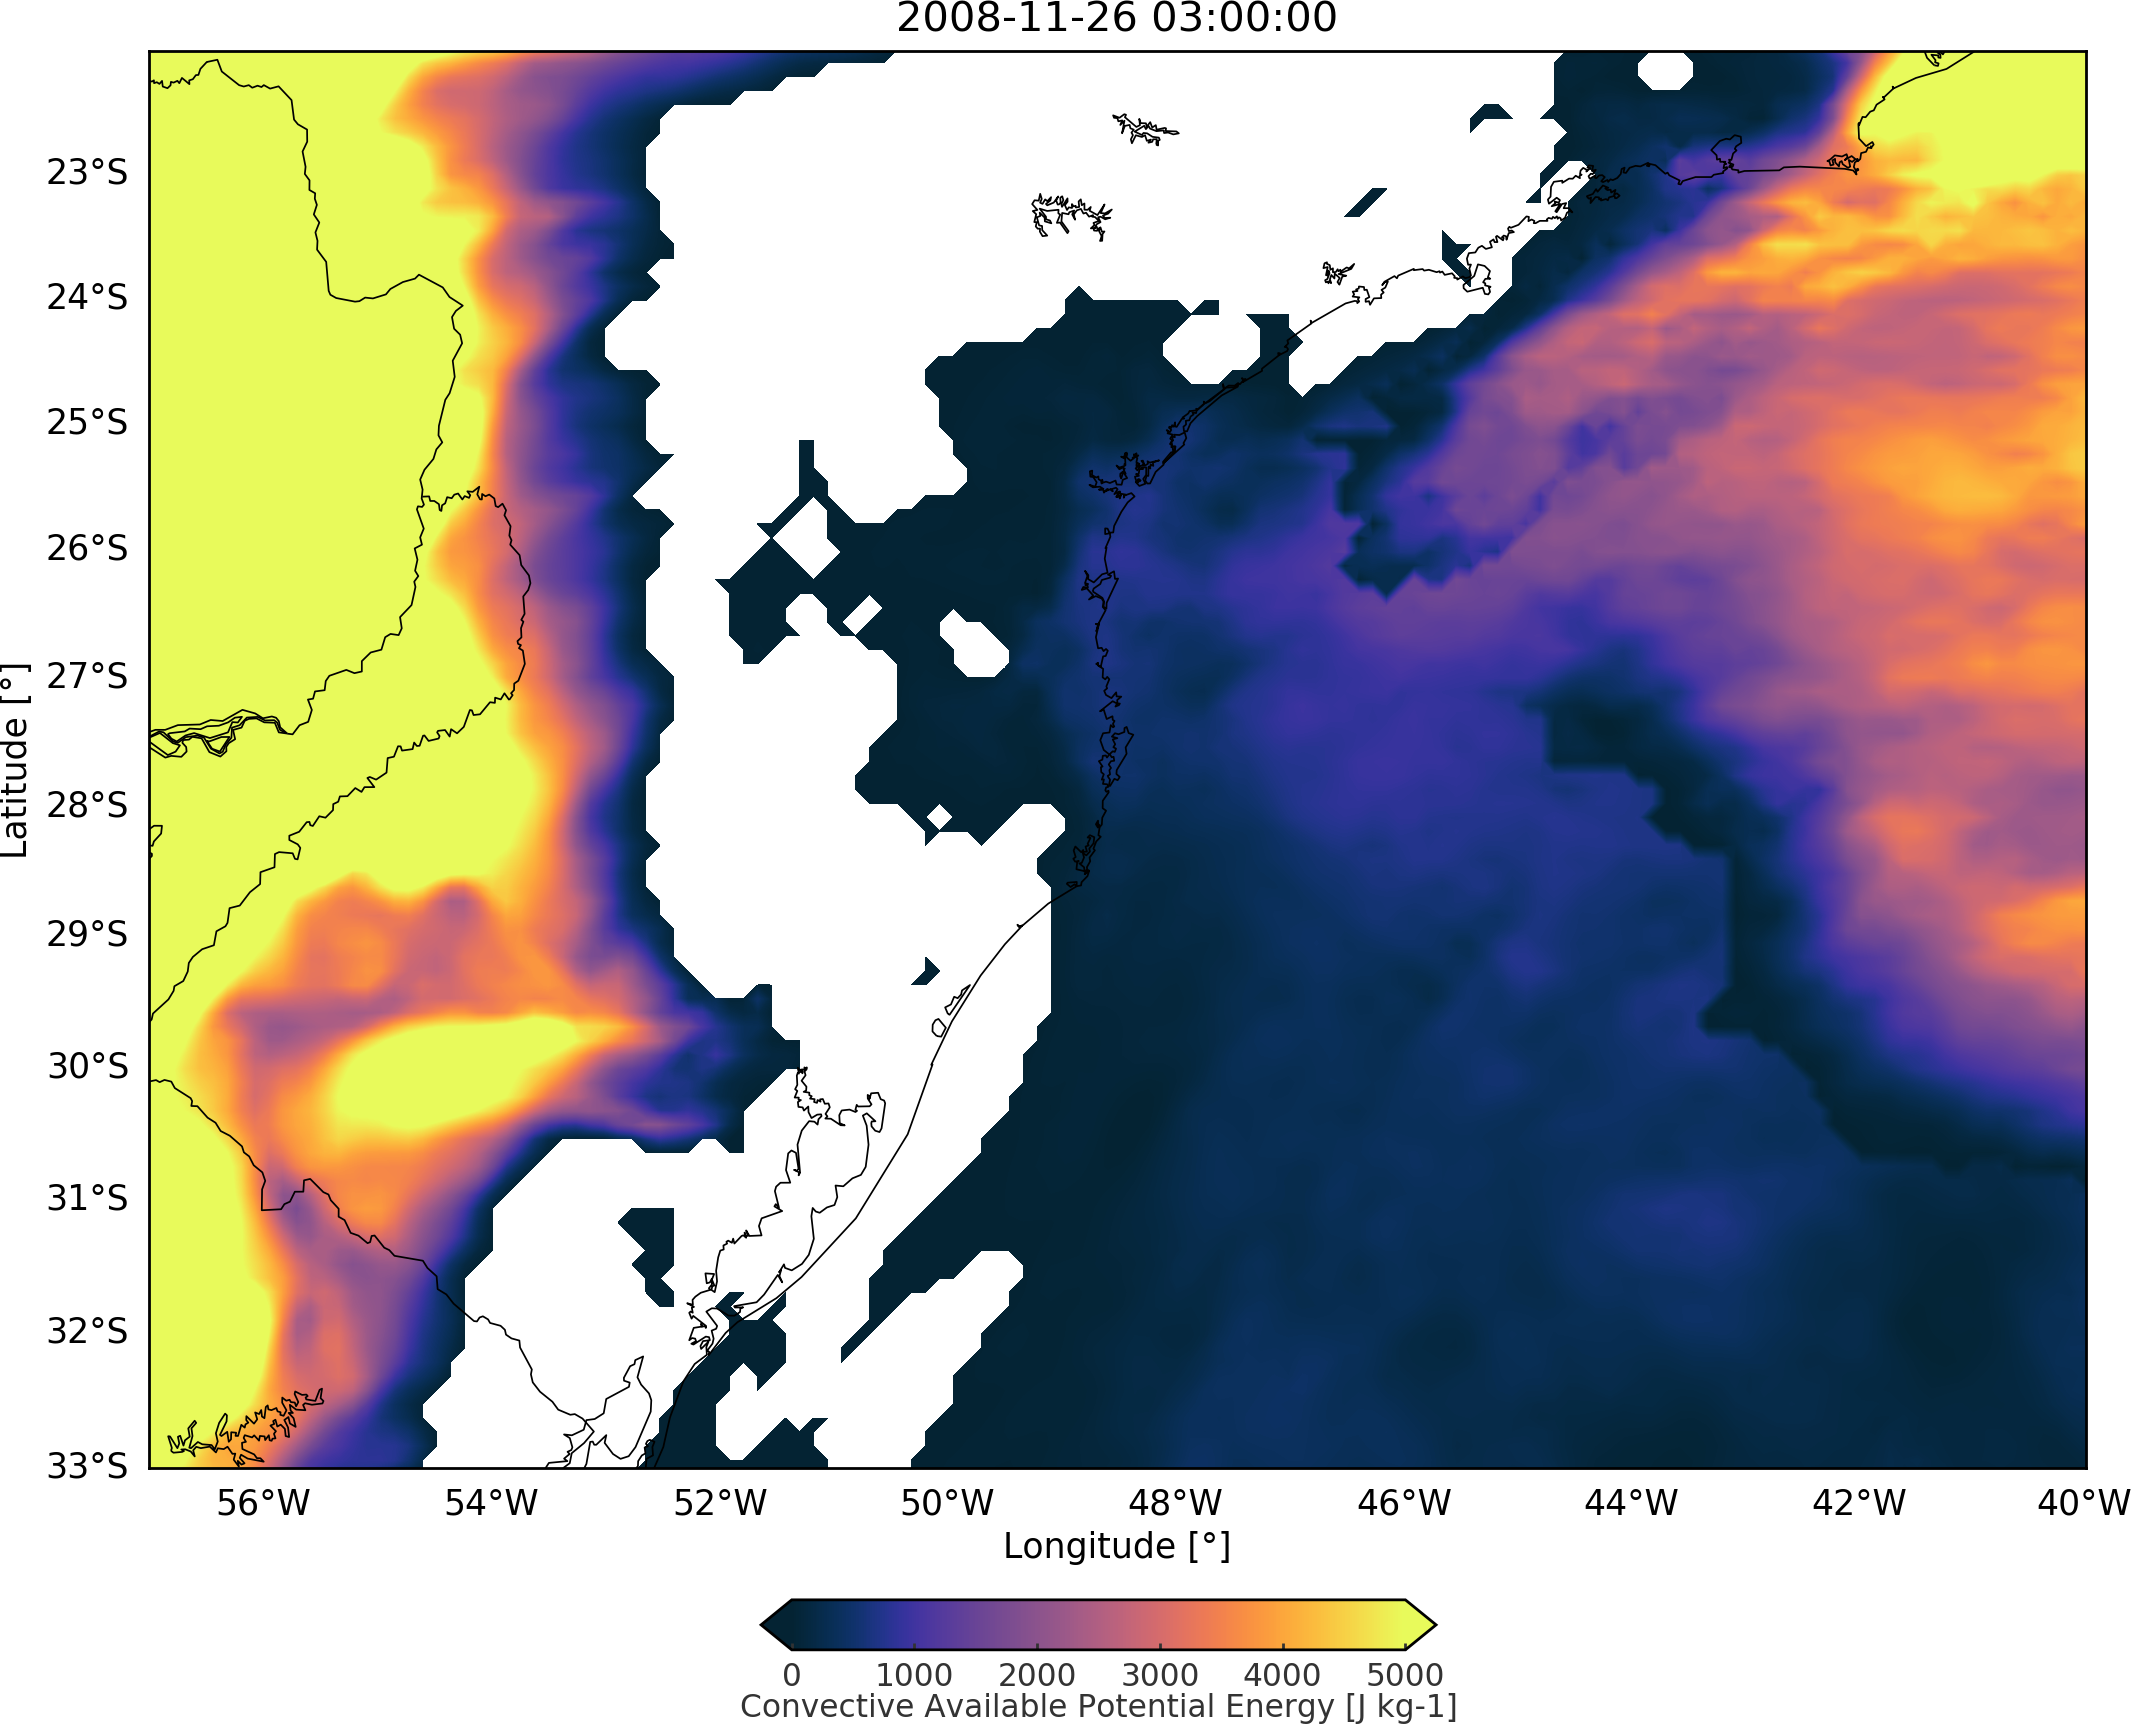 2008-11-26 03:00:00
23°S
24°S
25°S
26°S
27°S
28°S
29°S
30°S
31°S
32°S
33°S
Latitude [°]
56°W 54°W 52°W 50°W 48°W 46°W 44°W 42°W 40°W
Longitude [°]
0 1000 2000 3000 4000 5000
Convective Available Potential Energy [J kg-1]